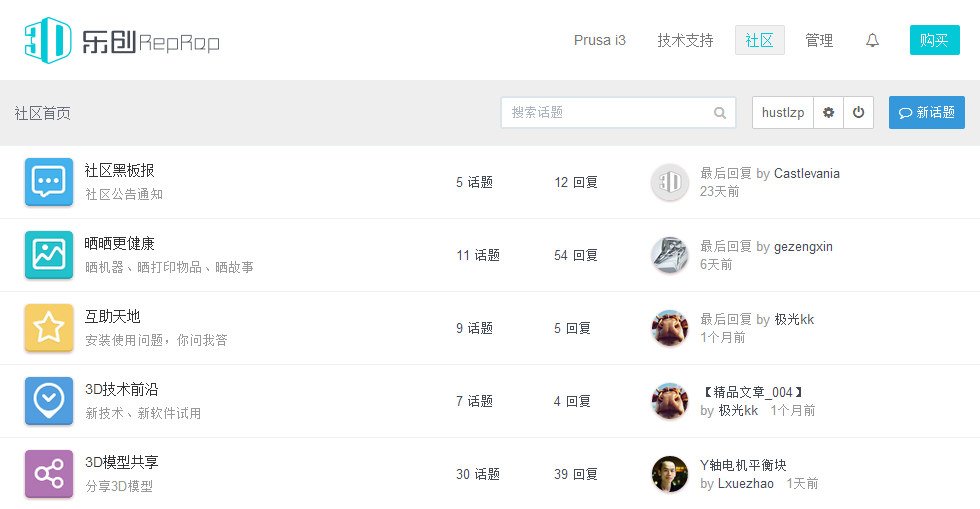 3D 乐创RepRap
Prusa i3 技术支持 社区 管理 购买
社区首页 搜索话题 hustlzp 新话题
社区黑板报
社区公告通知
5 话题 12 回复
3D
最后回复 by Castlevania
23天前
晒晒更健康
晒机器、晒打印物品、晒故事
11 话题 54 回复
最后回复 by gezengxin
6天前
互助天地
安装使用问题，你问我答
9 话题 5 回复
最后回复 by 极光kk
1个月前
3D技术前沿
新技术、新软件试用
7 话题 4 回复
【精品文章_004】
by 极光kk 1个月前
3D模型共享
分享3D模型
30 话题 39 回复
Y轴电机平衡块
by Lxuezhao 1天前